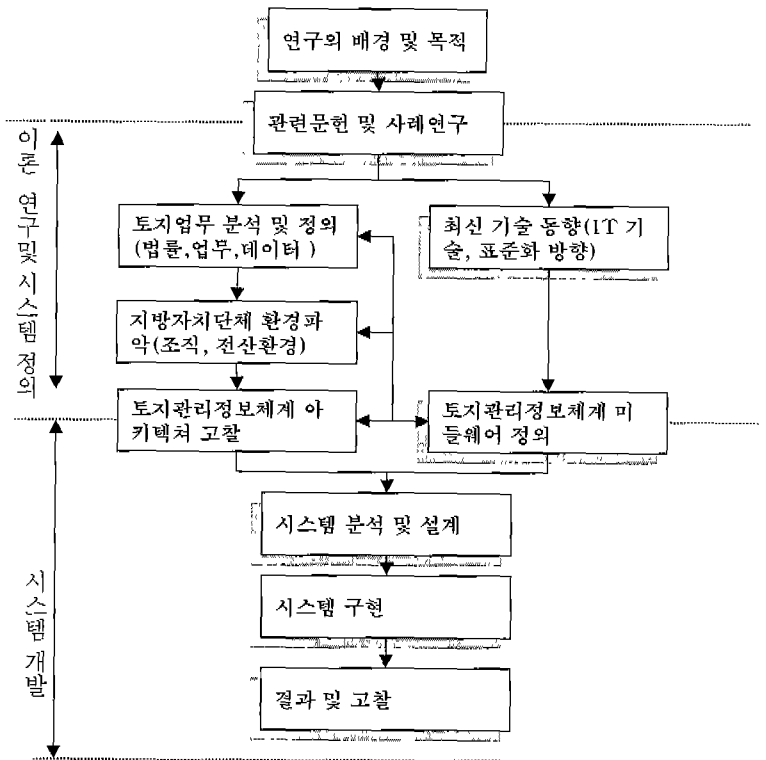 연구의 배경 및 목적
관련문헌 및 사례연구
이론 연구및 시스템 정의
토지업무 분석 및 정의
(법률,업무,데이터 )
최신 기술 동향(IT 기
술, 표준화 방향)
지방자치단체 환경파
악(조직, 전산환경)
토지관리정보체계 아
키텍쳐 고찰
토지관리정보체계 미
들웨어 정의
시스템 개발
시스템 분석 및 설계
시스템 구현
결과 및 고찰